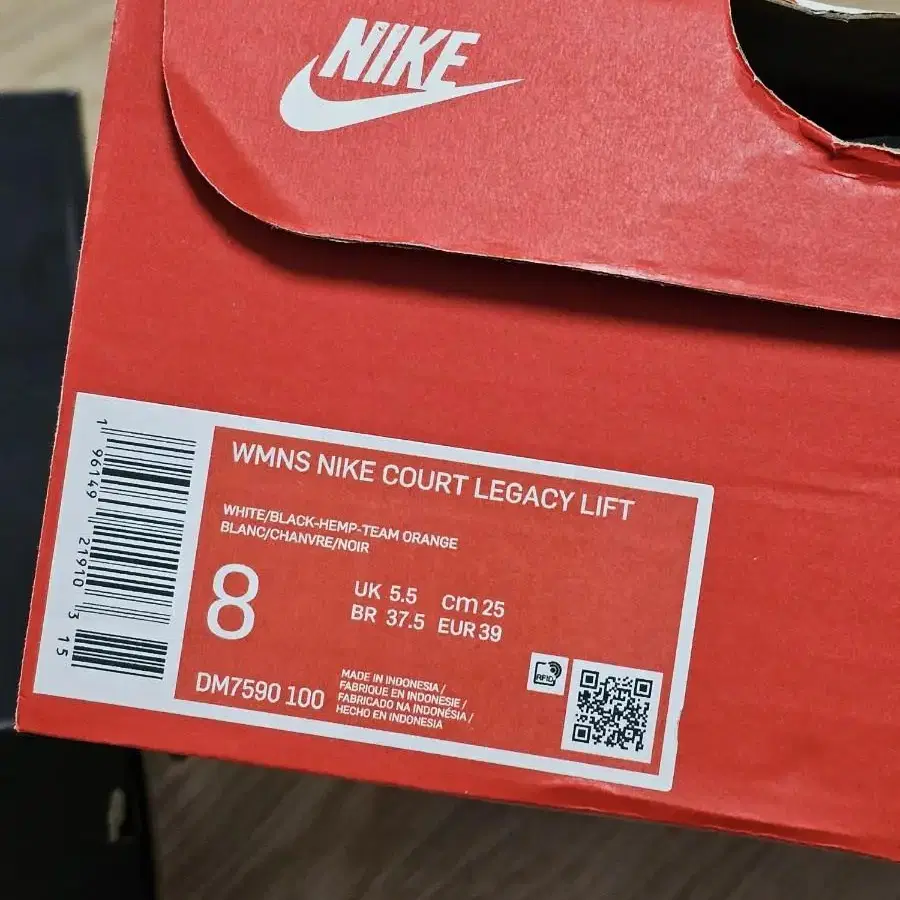 NIKE
WMNS NIKE COURT LEGACY LIFT
WHITE/BLACK-HEMP-TEAM ORANGE
BLANC/CHANVRE/NOIR
8
UK 5.5 cm 25
BR 37.5 EUR 39
DM7590 100
MADE IN INDONESIA /
FABRIQUE EN INDONESIE /
FABRICADO NA INDONÉSIA /
HECHO EN INDONESIA
RFID
1 96149 21910 3 15